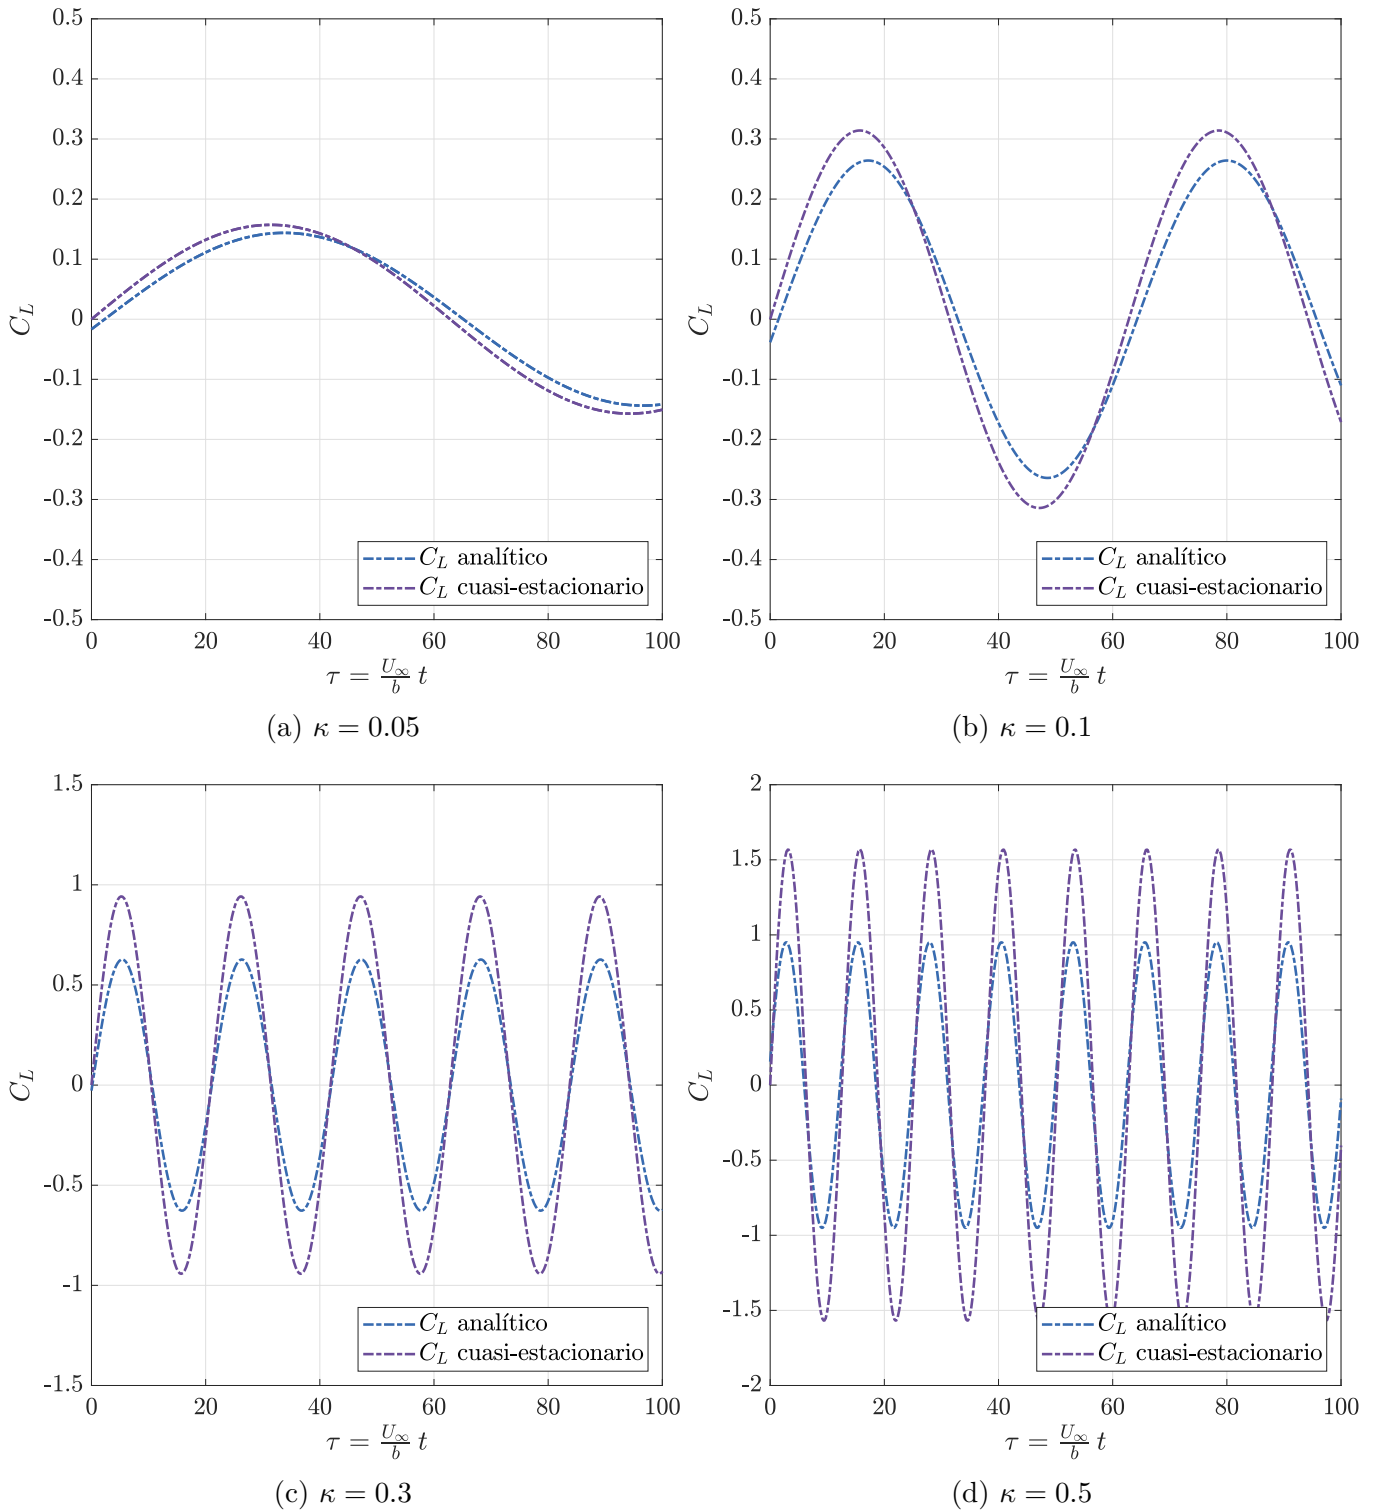 0.5
0.4
0.3
0.2
0.1
0
-0.1
-0.2
-0.3
-0.4
-0.5
C_L
0 20 40 60 80 100
τ = U∞/b t
C_L analítico
C_L cuasi-estacionario
(a) κ = 0.05
0.5
0.4
0.3
0.2
0.1
0
-0.1
-0.2
-0.3
-0.4
-0.5
C_L
0 20 40 60 80 100
τ = U∞/b t
C_L analítico
C_L cuasi-estacionario
(b) κ = 0.1
1.5
1
0.5
0
-0.5
-1
-1.5
C_L
0 20 40 60 80 100
τ = U∞/b t
C_L analítico
C_L cuasi-estacionario
(c) κ = 0.3
2
1.5
1
0.5
0
-0.5
-1
-1.5
-2
C_L
0 20 40 60 80 100
τ = U∞/b t
C_L analítico
C_L cuasi-estacionario
(d) κ = 0.5